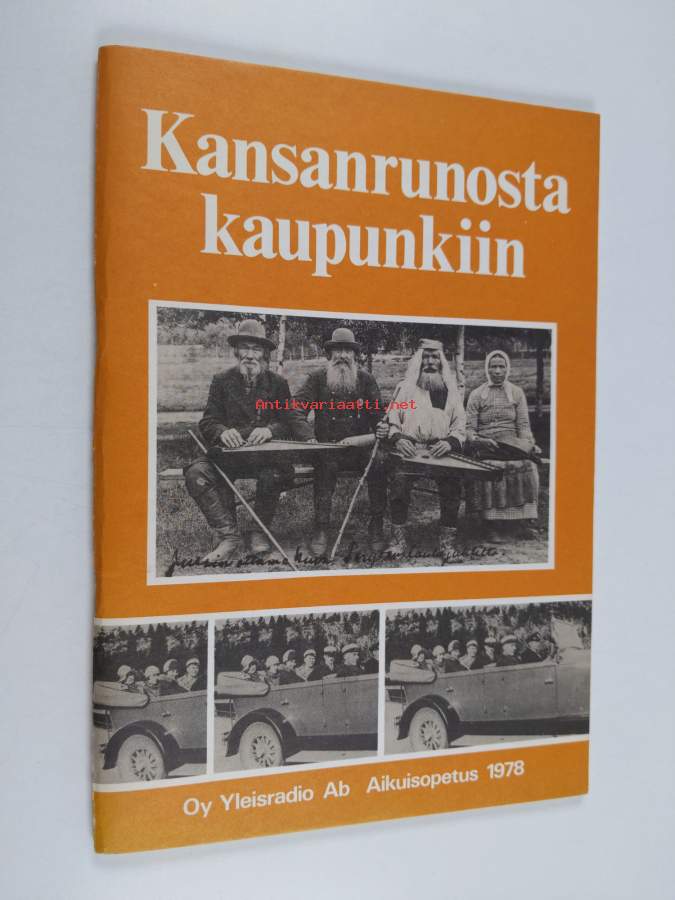 Kansanrunosta
kaupunkiin
Antikvariaatti.net
Oy Yleisradio Ab Aikuisopetus 1978